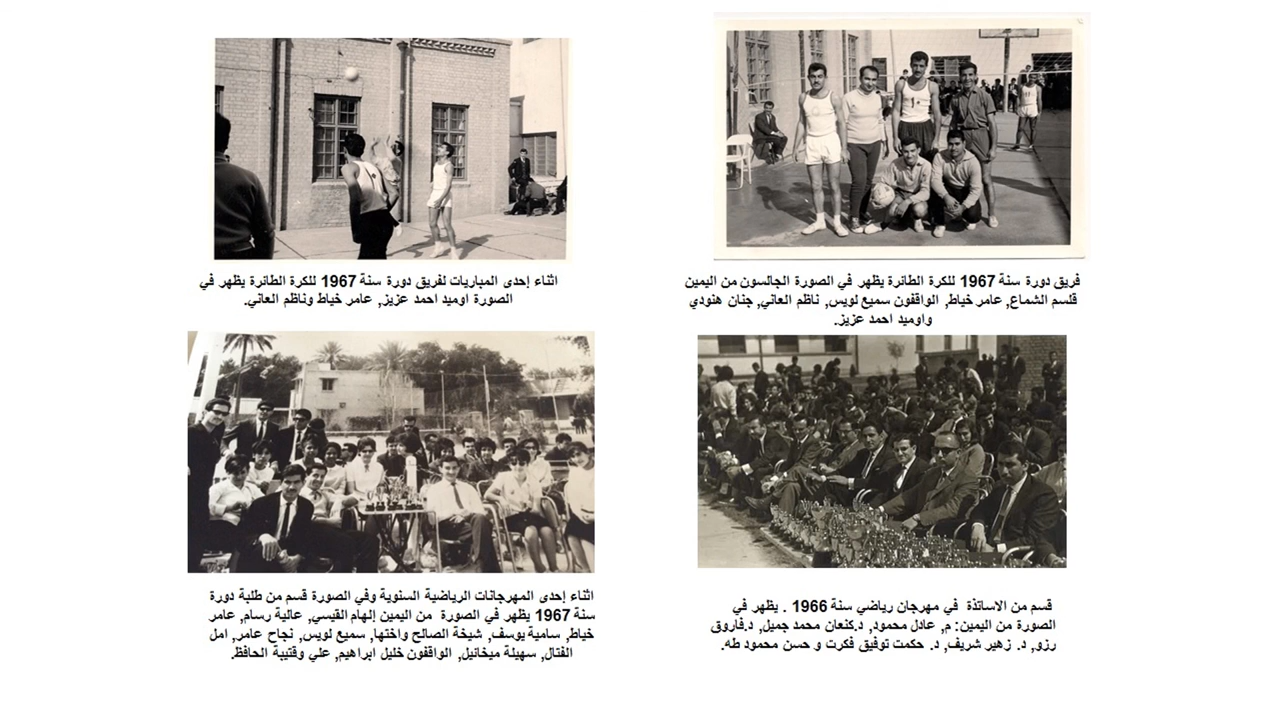 فريق دورة سنة 1967 للكرة الطائرة يظهر في الصورة الجالسون من اليمين
قلسم الشماع, عامر خياط, الواقفون سميع لويس, ناظم العاني, جنان هنودي
واوميد احمد عزيز.
اثناء إحدى المباريات لفريق دورة سنة 1967 للكرة الطائرة يظهر في
الصورة اوميد احمد عزيز, عامر خياط وناظم العاني.
قسم من الاساتذة في مهرجان رياضي سنة 1966 . يظهر في
الصورة من اليمين: م, عادل محمود, د.كنعان محمد جميل, د.فاروق
رزو, د. زهير شريف, د. حكمت توفيق فكرت و حسن محمود طه.
اثناء إحدى المهرجانات الرياضية السنوية وفي الصورة قسم من طلبة دورة
سنة 1967 يظهر في الصورة من اليمين إلهام القيسي, عالية رسام, عامر
خياط, سامية يوسف, شيخة الصالح واختها, سميع لويس, نجاح عامر, امل
الفتال, سهيلة ميخائيل, الواقفون خليل ابراهيم, علي وقتيبة الحافظ.